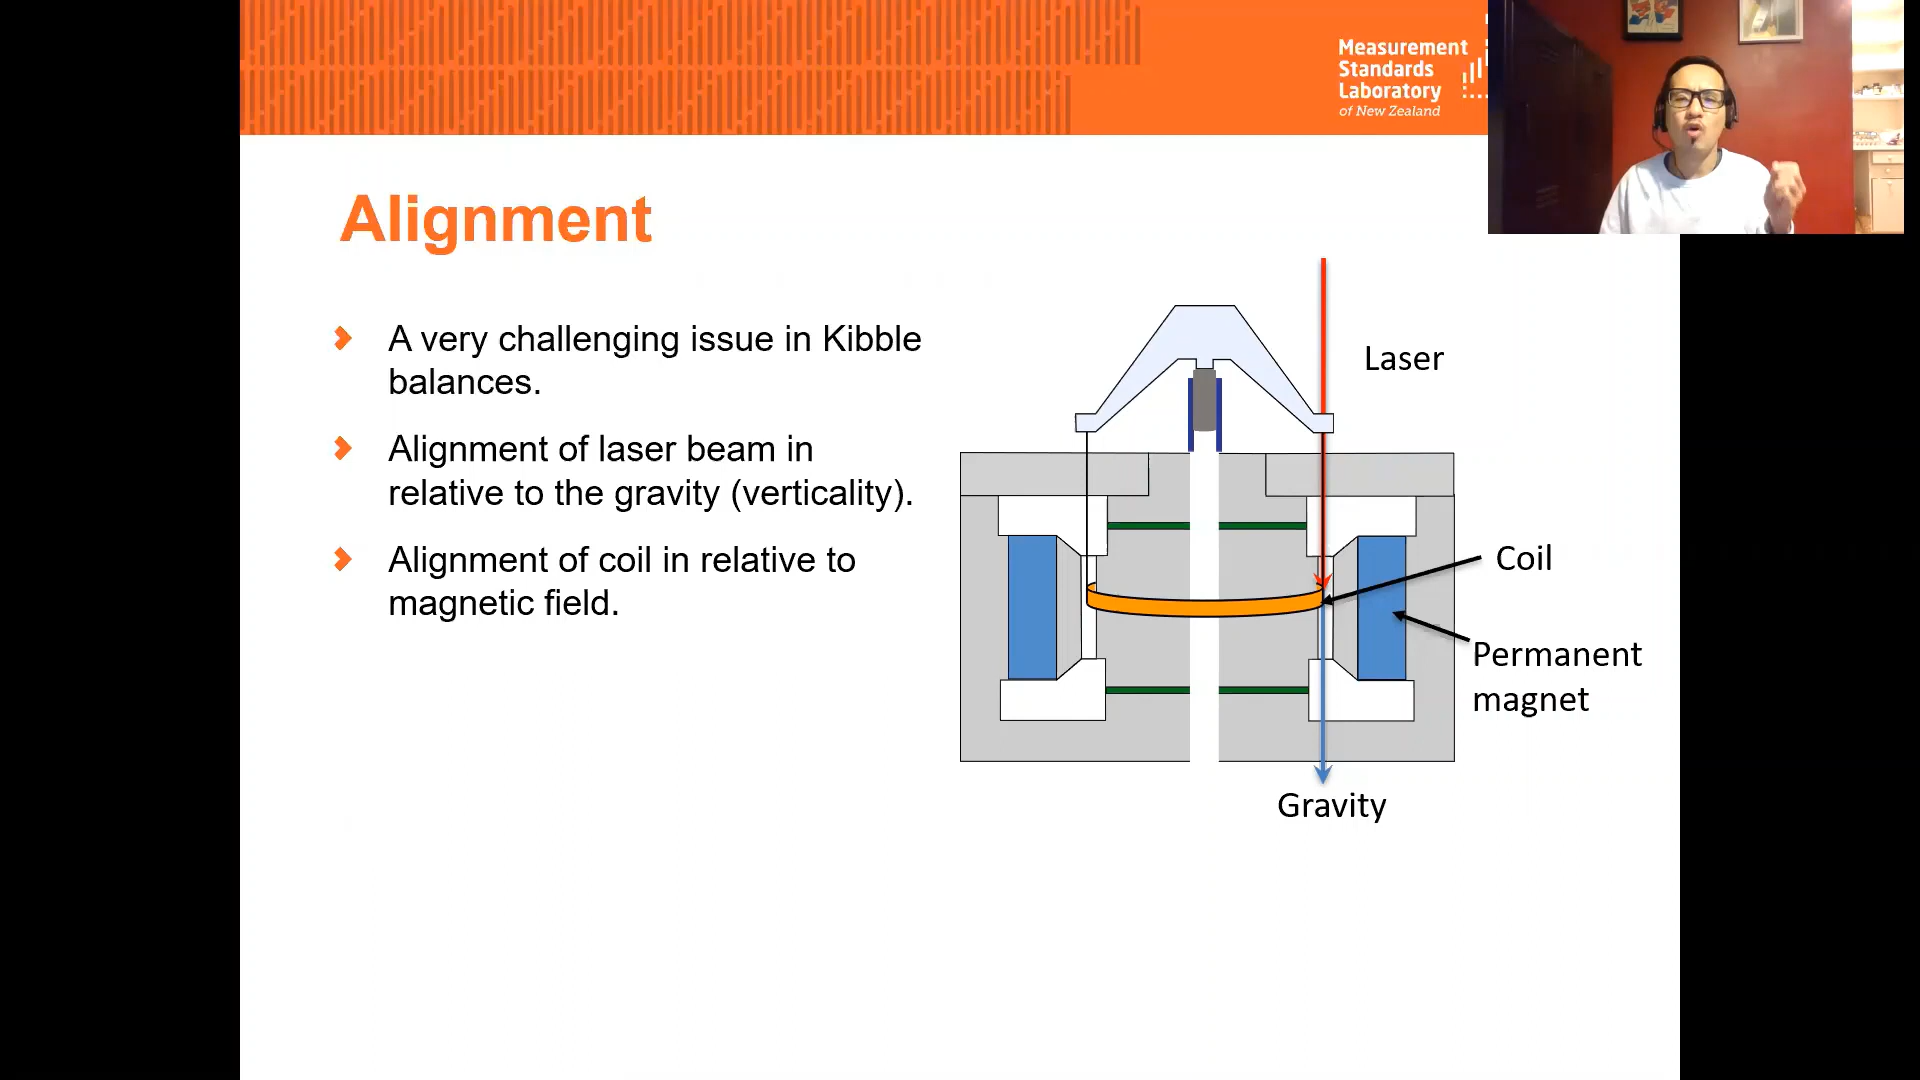 Measurement
Standards
Laboratory
of New Zealand
Alignment
A very challenging issue in Kibble
balances.
Alignment of laser beam in
relative to the gravity (verticality).
Alignment of coil in relative to
magnetic field.
Laser
Coil
Permanent
magnet
Gravity